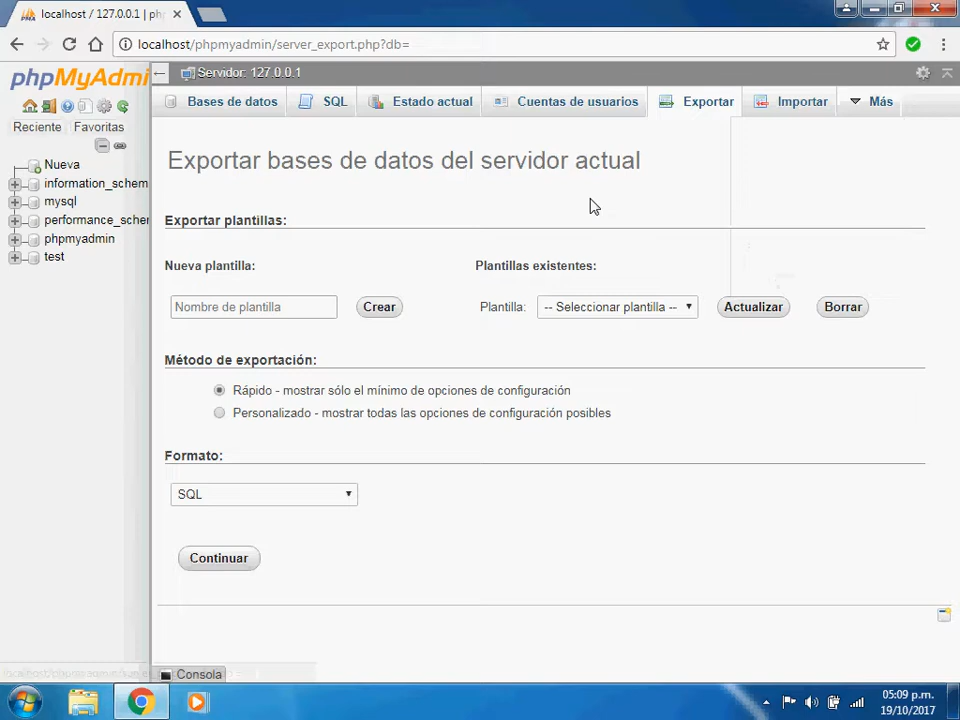 localhost / 127.0.0.1 | ph
localhost/phpmyadmin/server_export.php?db=
phpMyAdmi
Servidor: 127.0.0.1
Bases de datos
SQL
Estado actual
Cuentas de usuarios
Exportar
Importar
Más
Reciente
Favoritas
Nueva
information_schem
mysql
performance_scher
phpmyadmin
test
Exportar bases de datos del servidor actual
Exportar plantillas:
Nueva plantilla:
Plantillas existentes:
Nombre de plantilla
Crear
Plantilla:
-- Seleccionar plantilla --
Actualizar
Borrar
Método de exportación:
Rápido - mostrar sólo el mínimo de opciones de configuración
Personalizado - mostrar todas las opciones de configuración posibles
Formato:
SQL
Continuar
Consola
05:09 p.m.
19/10/2017